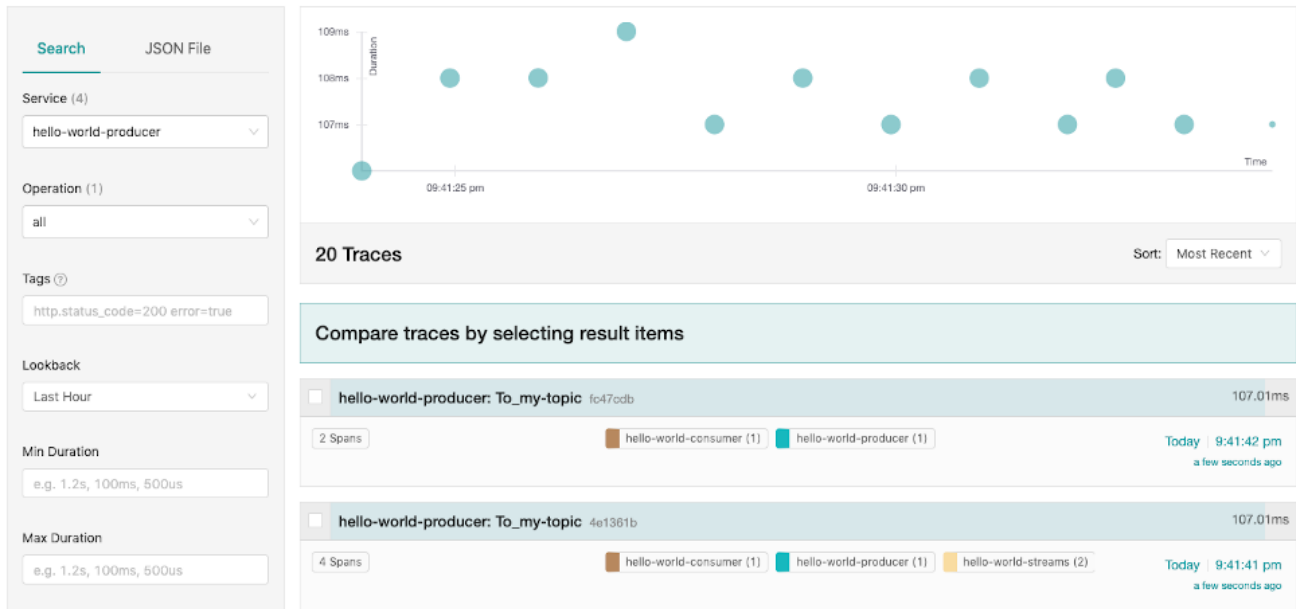 Search
JSON File
Service (4)
hello-world-producer
Operation (1)
all
Tags ?
http.status_code=200 error=true
Lookback
Last Hour
Min Duration
e.g. 1.2s, 100ms, 500us
Max Duration
e.g. 1.2s, 100ms, 500us
109ms
108ms
107ms
Duration
Time
09:41:25 pm
09:41:30 pm
20 Traces
Sort: Most Recent
Compare traces by selecting result items
hello-world-producer: To_my-topic fc47cdb
107.01ms
2 Spans
hello-world-consumer (1)
hello-world-producer (1)
Today 9:41:42 pm
a few seconds ago
hello-world-producer: To_my-topic 4e1361b
107.01ms
4 Spans
hello-world-consumer (1)
hello-world-producer (1)
hello-world-streams (2)
Today 9:41:41 pm
a few seconds ago